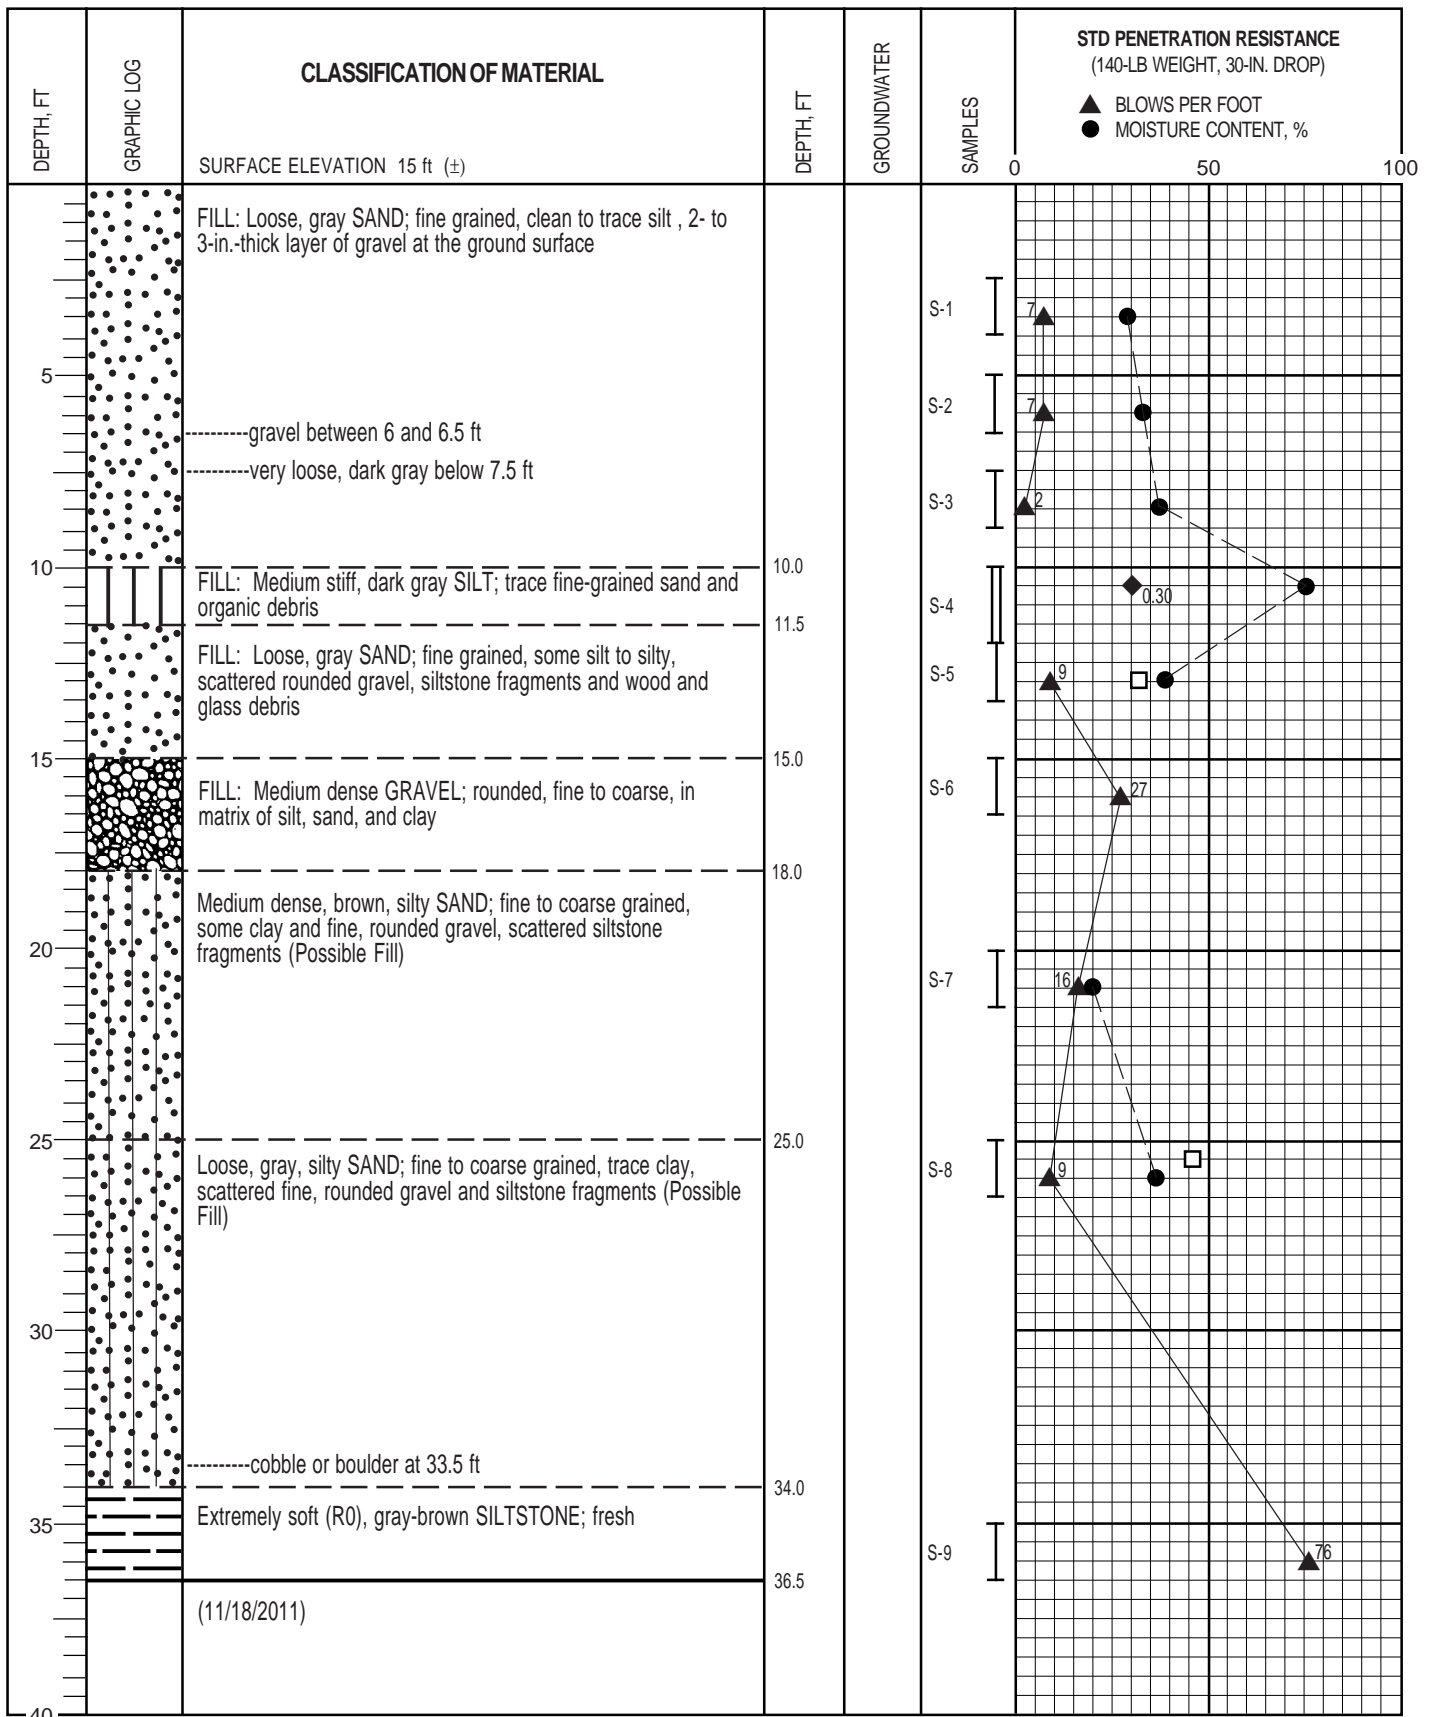 DEPTH, FT
GRAPHIC LOG
CLASSIFICATION OF MATERIAL
SURFACE ELEVATION 15 ft (±)
DEPTH, FT
GROUNDWATER
SAMPLES
STD PENETRATION RESISTANCE
(140-LB WEIGHT, 30-IN. DROP)
▲ BLOWS PER FOOT
● MOISTURE CONTENT, %
0 50 100
FILL: Loose, gray SAND; fine grained, clean to trace silt , 2- to
3-in.-thick layer of gravel at the ground surface
S-1
7
5
S-2
7
---------gravel between 6 and 6.5 ft
---------very loose, dark gray below 7.5 ft
S-3
2
10
10.0
FILL: Medium stiff, dark gray SILT; trace fine-grained sand and
organic debris
S-4
0.30
11.5
FILL: Loose, gray SAND; fine grained, some silt to silty,
scattered rounded gravel, siltstone fragments and wood and
glass debris
S-5
9
15
15.0
FILL: Medium dense GRAVEL; rounded, fine to coarse, in
matrix of silt, sand, and clay
S-6
27
18.0
Medium dense, brown, silty SAND; fine to coarse grained,
some clay and fine, rounded gravel, scattered siltstone
fragments (Possible Fill)
20
S-7
16
25
25.0
Loose, gray, silty SAND; fine to coarse grained, trace clay,
scattered fine, rounded gravel and siltstone fragments (Possible
Fill)
S-8
9
30
---------cobble or boulder at 33.5 ft
34.0
Extremely soft (R0), gray-brown SILTSTONE; fresh
35
S-9
76
36.5
(11/18/2011)
40